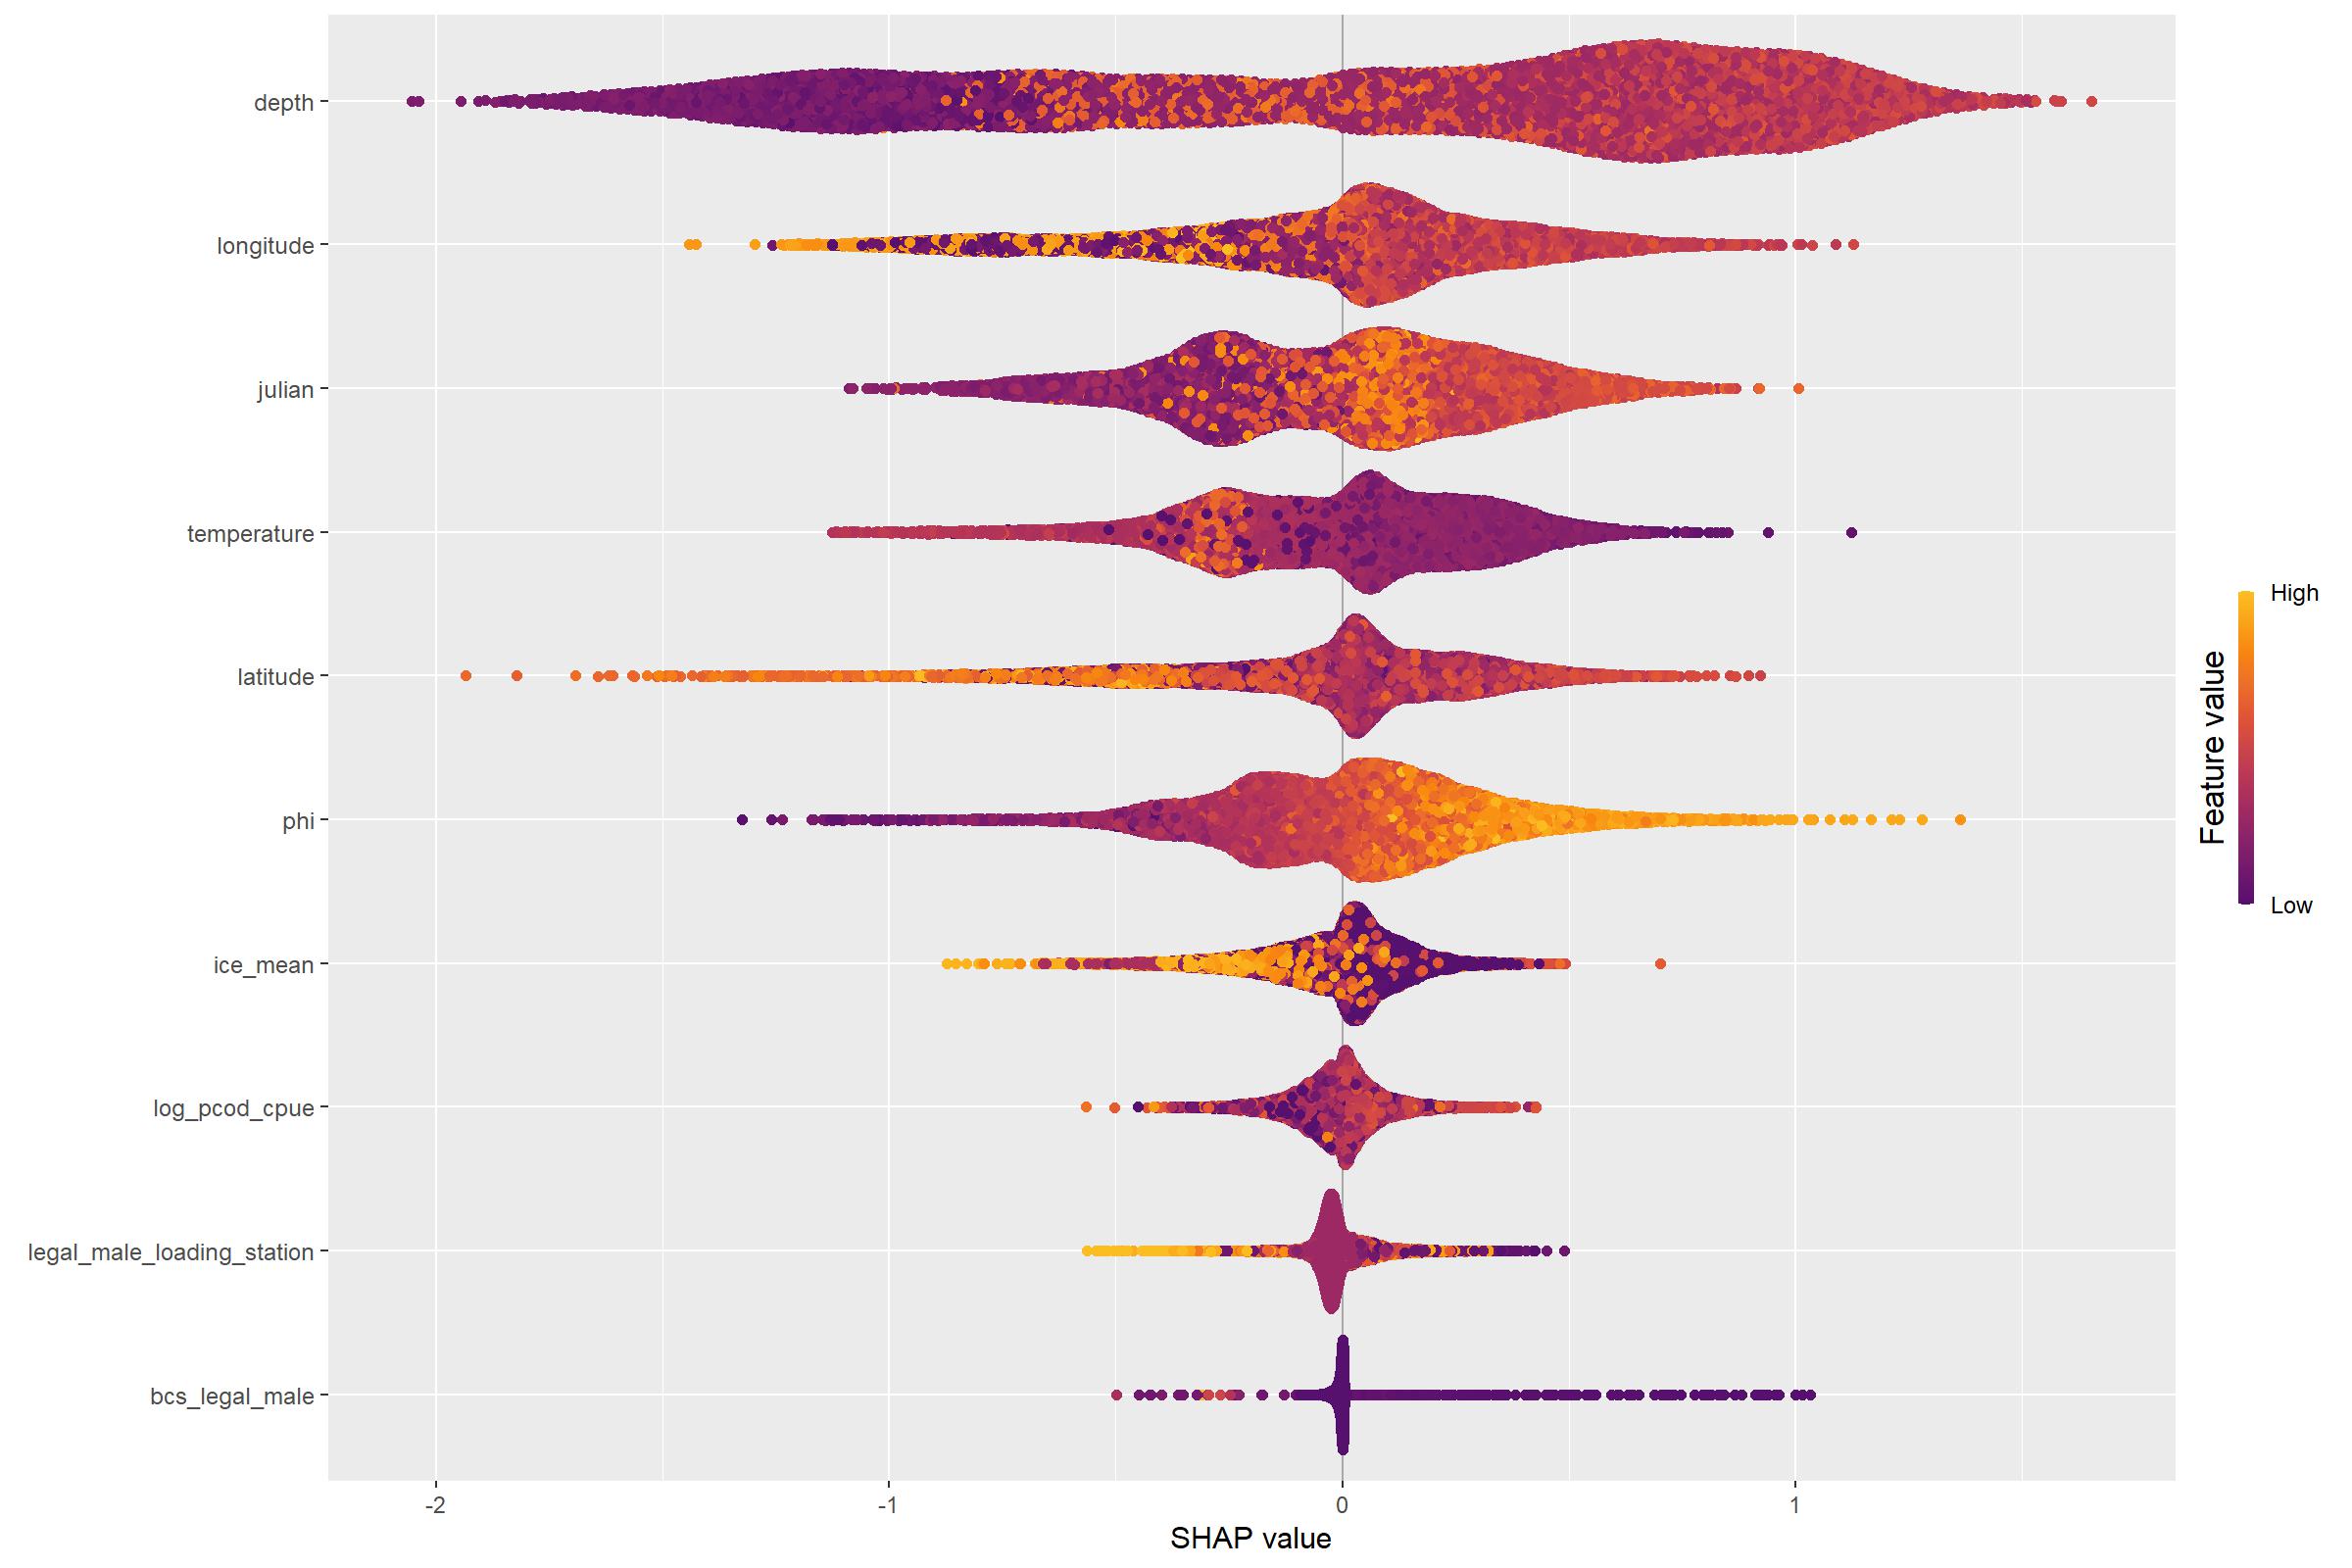 depth
longitude
julian
temperature
latitude
phi
ice_mean
log_pcod_cpue
legal_male_loading_station
bcs_legal_male
-2
-1
0
1
SHAP value
High
Low
Feature value